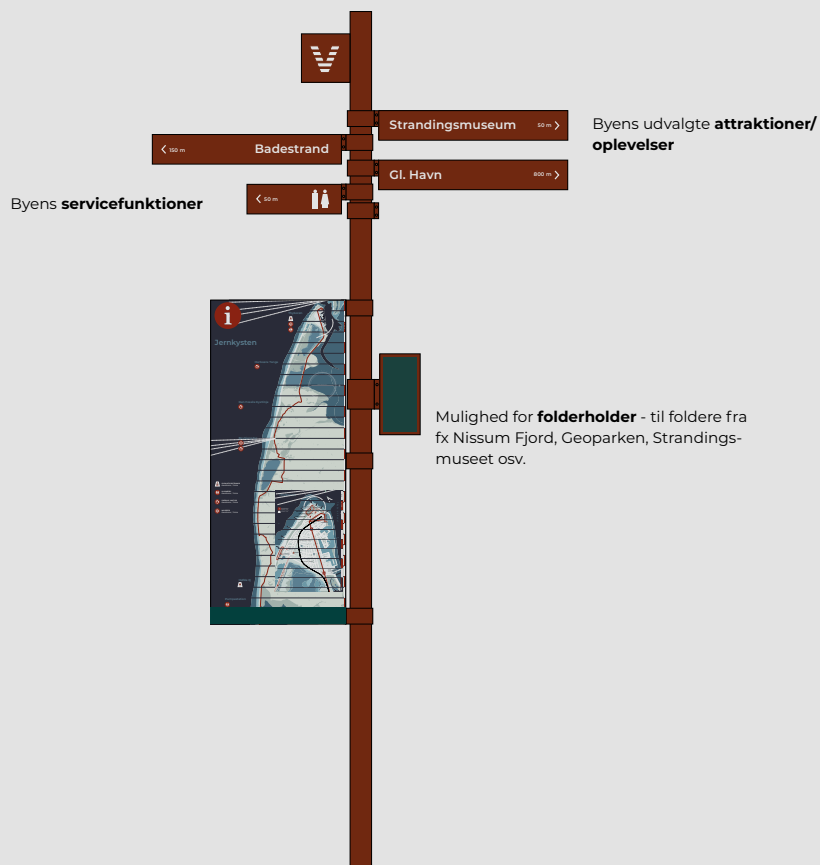 Strandingsmuseum 50 m
Byens udvalgte attraktioner/
oplevelser
150 m Badestrand
Gl. Havn 800 m
50 m
Byens servicefunktioner
i
Jernkysten
Mulighed for folderholder - til foldere fra
fx Nissum Fjord, Geoparken, Strandings-
museet osv.